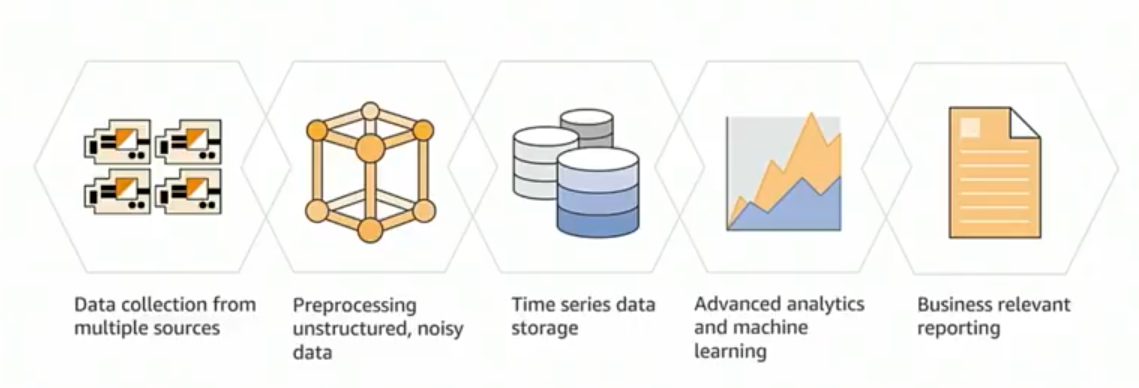 Data collection from
multiple sources
Preprocessing
unstructured, noisy
data
Time series data
storage
Advanced analytics
and machine
learning
Business relevant
reporting